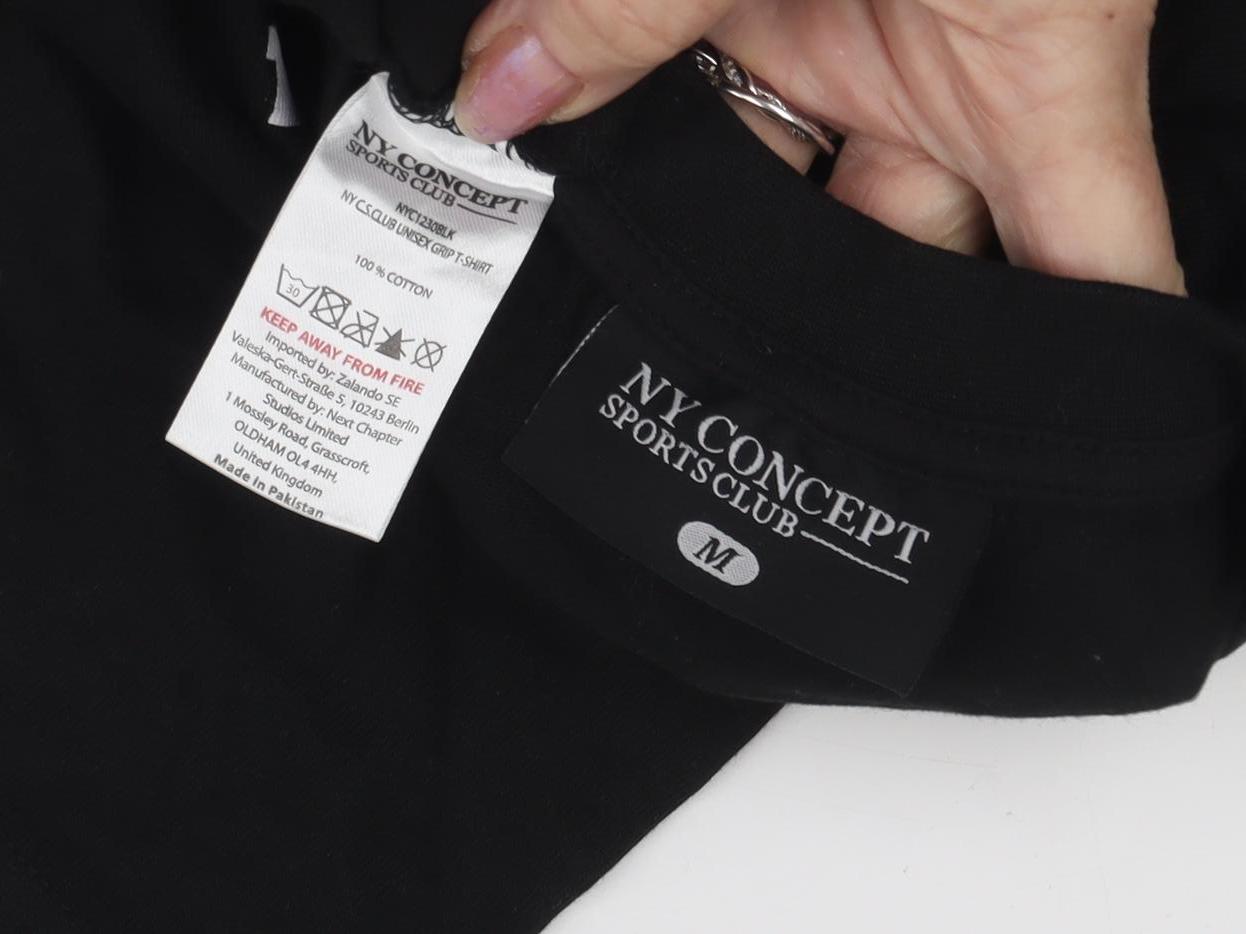 NY CONCEPT
SPORTS CLUB
NYC1230BLK
NY C.S.CLUB UNISEX GRIP T-SHIRT
100 % COTTON
30
KEEP AWAY FROM FIRE
Imported by: Zalando SE
Valeska-Gert-Straße 5, 10243 Berlin
Manufactured by: Next Chapter
Studios Limited
1 Mossley Road, Grasscroft,
OLDHAM OL4 4HH,
United Kingdom
Made in Pakistan
NY CONCEPT
SPORTS CLUB
M